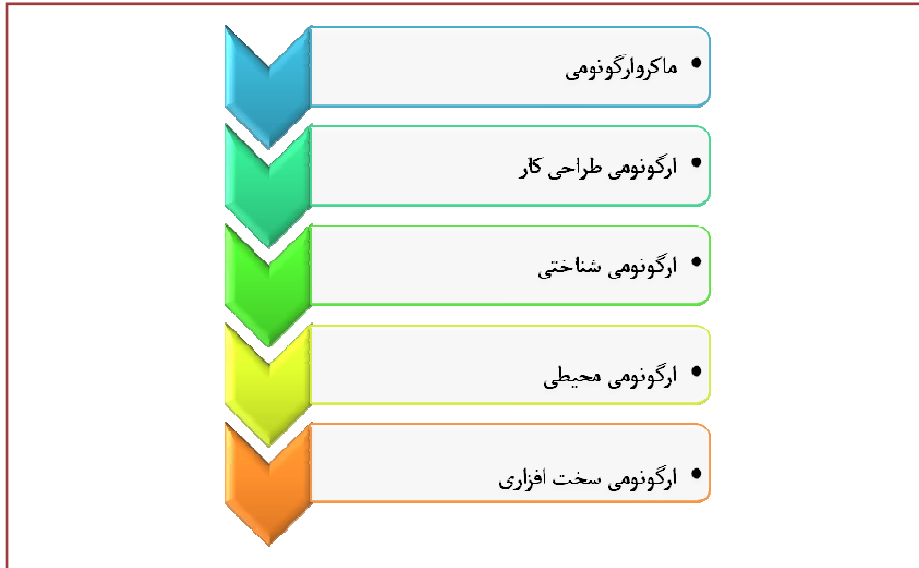 • ماکروارگونومی
• ارگونومی طراحی کار
• ارگونومی شناختی
• ارگونومی محیطی
• ارگونومی سخت افزاری